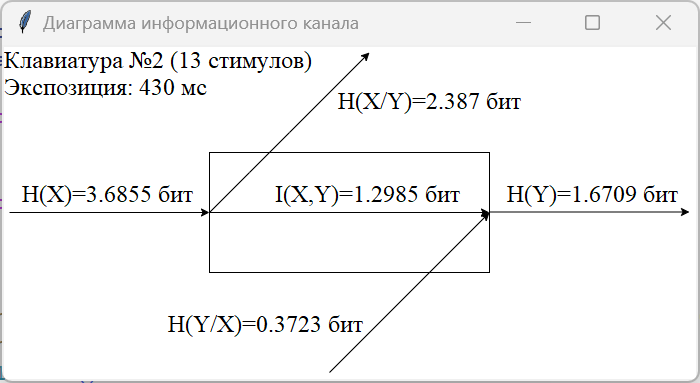 Диаграмма информационного канала
Клавиатура №2 (13 стимулов)
Экспозиция: 430 мс
H(X/Y)=2.387 бит
H(X)=3.6855 бит
I(X,Y)=1.2985 бит
H(Y)=1.6709 бит
H(Y/X)=0.3723 бит